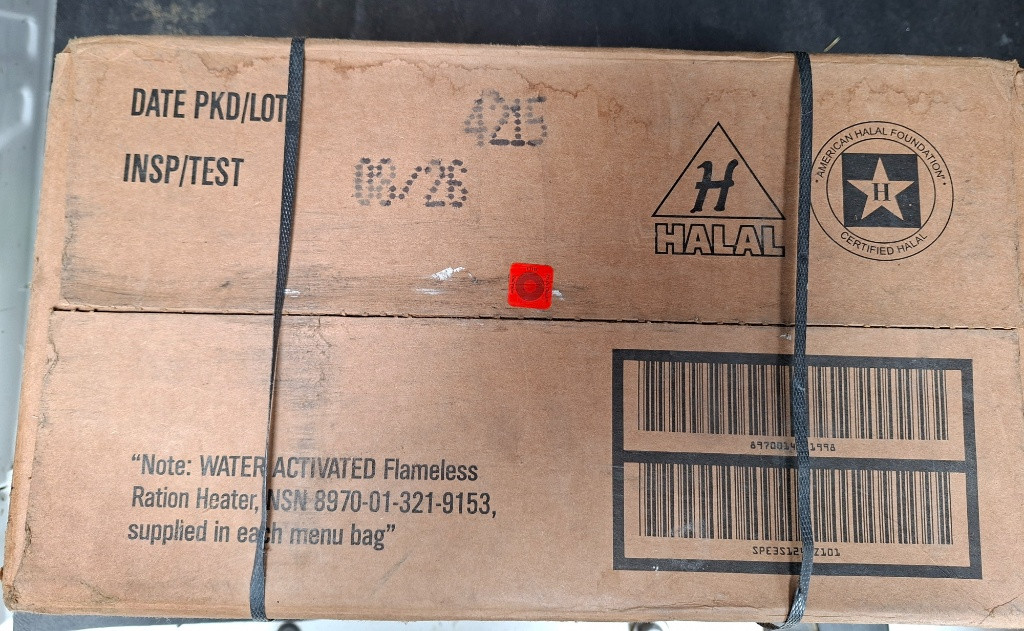 DATE PKD/LOT 4215
INSP/TEST 08/26
H
HALAL
AMERICAN HALAL FOUNDATION
H
CERTIFIED HALAL
“Note: WATER ACTIVATED Flameless
Ration Heater, NSN 8970-01-321-9153,
supplied in each menu bag”